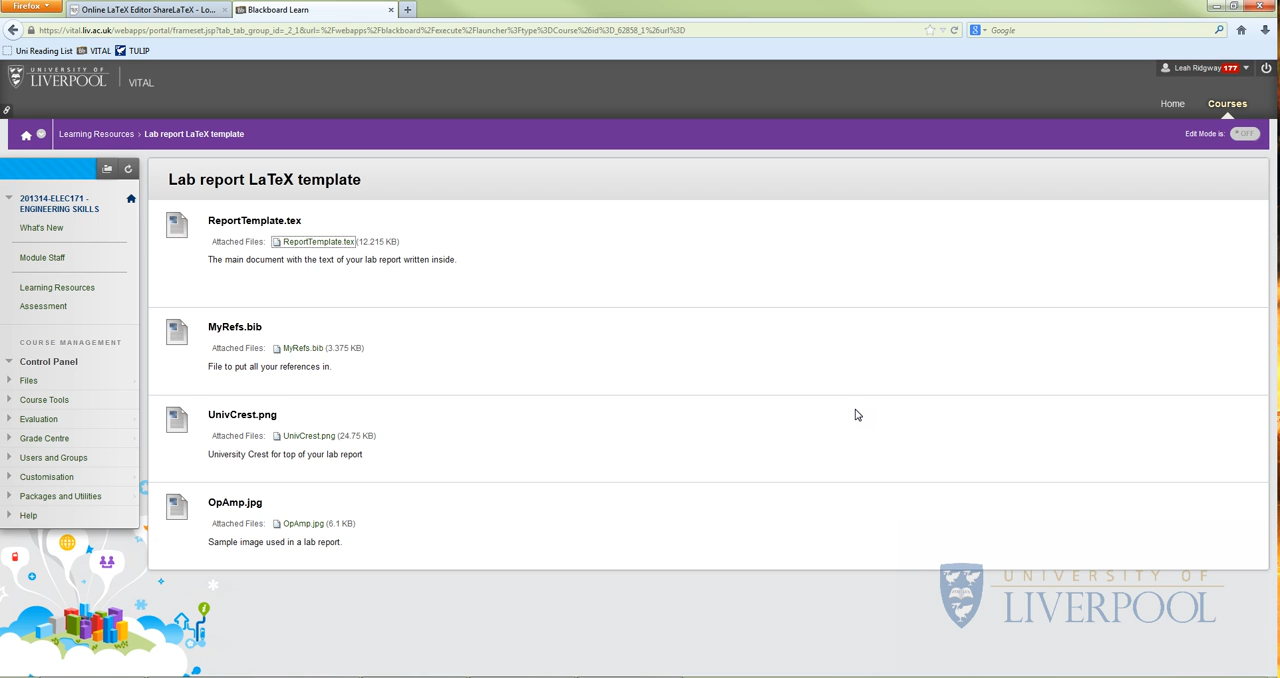 Firefox
Online LaTeX Editor ShareLaTeX - Lo...
Blackboard Learn
https://vital.liv.ac.uk/webapps/portal/frameset.jsp?tab_tab_group_id=_2_1&url=%2Fwebapps%2Fblackboard%2Fexecute%2Flauncher%3Ftype%3DCourse%26id%3D_62858_1%26url%3D
Google
Uni Reading List
VITAL
TULIP
UNIVERSITY OF
LIVERPOOL
VITAL
Leah Ridgway 177
Home
Courses
Learning Resources > Lab report LaTeX template
Edit Mode is: OFF
201314-ELEC171 -
ENGINEERING SKILLS
What's New
Module Staff
Learning Resources
Assessment
COURSE MANAGEMENT
Control Panel
Files
Course Tools
Evaluation
Grade Centre
Users and Groups
Customisation
Packages and Utilities
Help
Lab report LaTeX template
ReportTemplate.tex
Attached Files: ReportTemplate.tex (12.215 KB)
The main document with the text of your lab report written inside.
MyRefs.bib
Attached Files: MyRefs.bib (3.375 KB)
File to put all your references in.
UnivCrest.png
Attached Files: UnivCrest.png (24.75 KB)
University Crest for top of your lab report
OpAmp.jpg
Attached Files: OpAmp.jpg (6.1 KB)
Sample image used in a lab report.
UNIVERSITY OF
LIVERPOOL